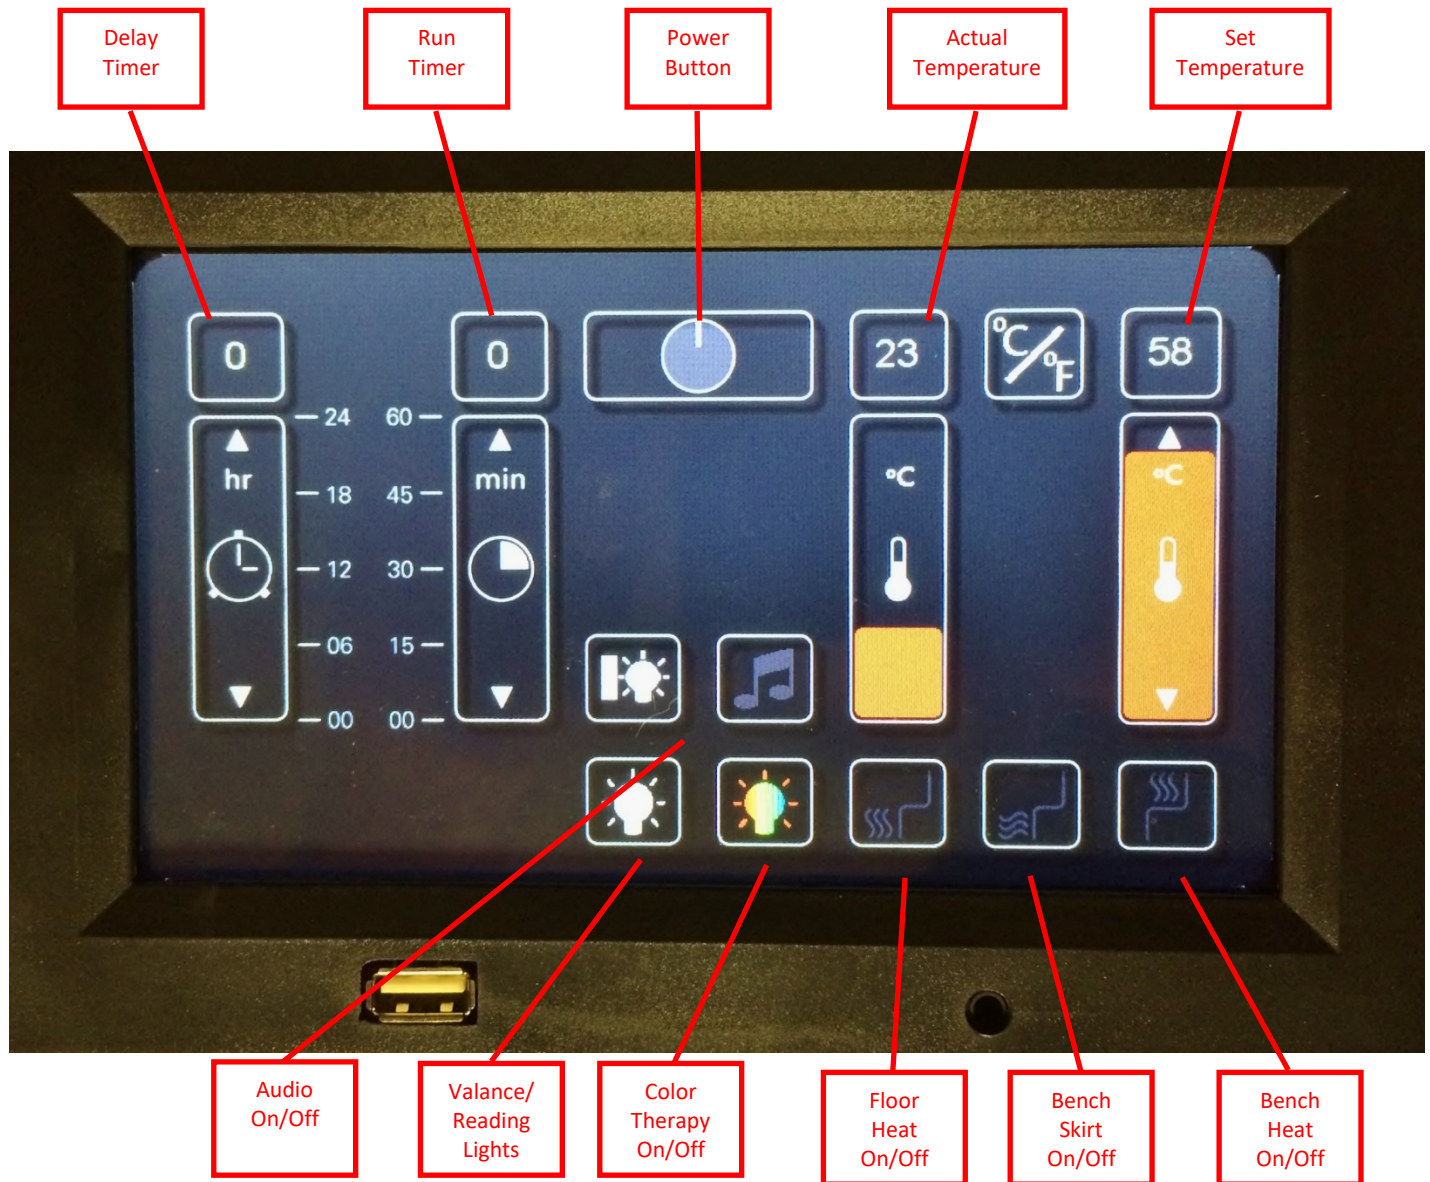 Delay
Timer
Run
Timer
Power
Button
Actual
Temperature
Set
Temperature
0
0
23
°C/°F
58
24
60
hr
min
°C
°C
18
45
12
30
06
15
00
00
Audio
On/Off
Valance/
Reading
Lights
Color
Therapy
On/Off
Floor
Heat
On/Off
Bench
Skirt
On/Off
Bench
Heat
On/Off